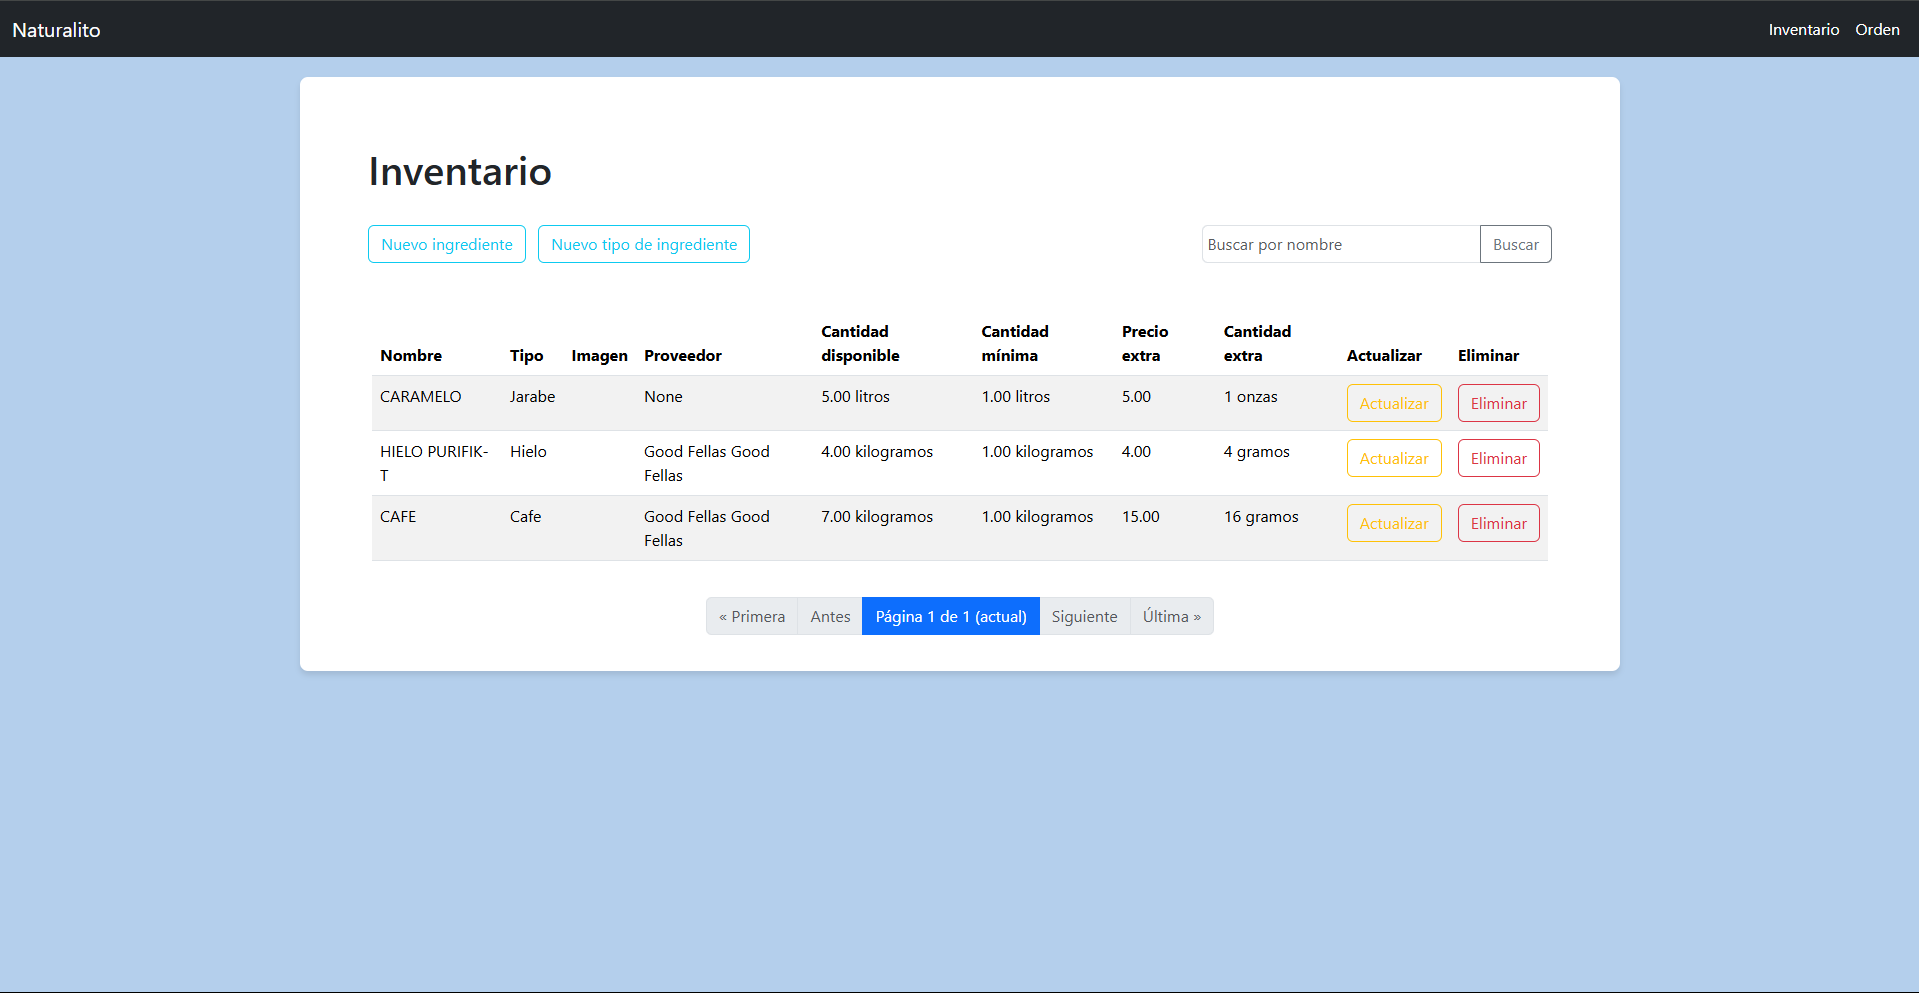 Naturalito
Inventario Orden
Inventario
Nuevo ingrediente Nuevo tipo de ingrediente Buscar por nombre Buscar
Nombre Tipo Imagen Proveedor Cantidad disponible Cantidad mínima Precio extra Cantidad extra Actualizar Eliminar
CARAMELO Jarabe None 5.00 litros 1.00 litros 5.00 1 onzas Actualizar Eliminar
HIELO PURIFIK-T Hielo Good Fellas Good Fellas 4.00 kilogramos 1.00 kilogramos 4.00 4 gramos Actualizar Eliminar
CAFE Cafe Good Fellas Good Fellas 7.00 kilogramos 1.00 kilogramos 15.00 16 gramos Actualizar Eliminar
« Primera Antes Página 1 de 1 (actual) Siguiente Última »